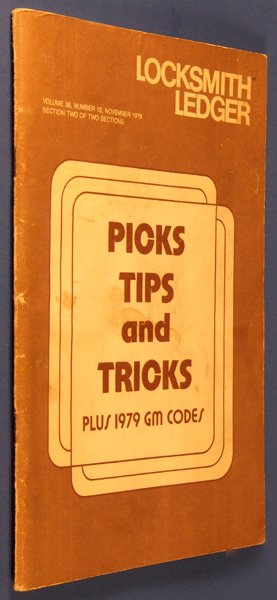 LOCKSMITH
LEDGER
VOLUME 38, NUMBER 12, NOVEMBER 1978
SECTION TWO OF TWO SECTIONS
PICKS
TIPS
and
TRICKS
PLUS 1979 GM CODES